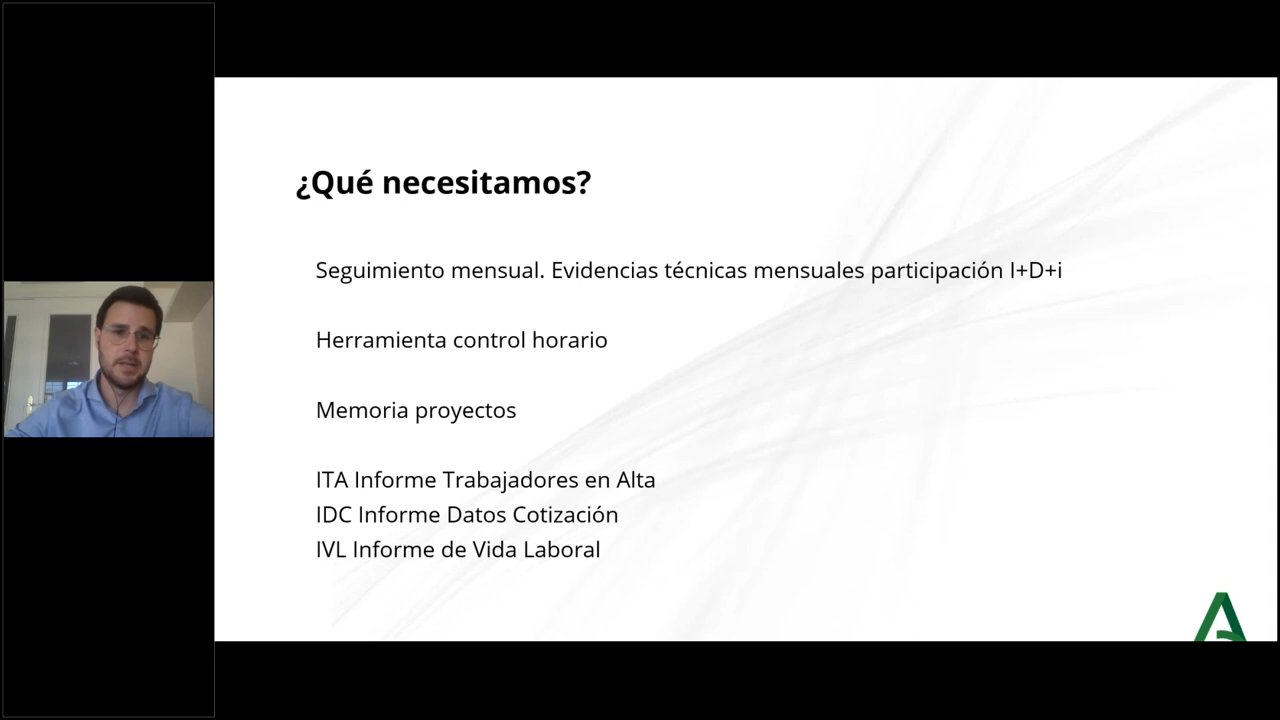 ¿Qué necesitamos?
Seguimiento mensual. Evidencias técnicas mensuales participación I+D+i
Herramienta control horario
Memoria proyectos
ITA Informe Trabajadores en Alta
IDC Informe Datos Cotización
IVL Informe de Vida Laboral